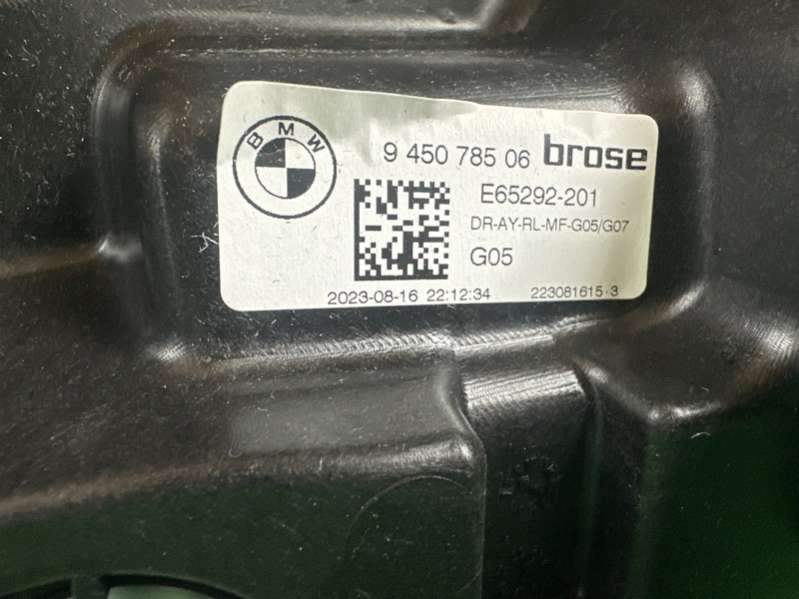 BMW
9 450 785 06 brose
E65292-201
DR-AY-RL-MF-G05/G07
G05
2023-08-16 22:12:34 223081615-3